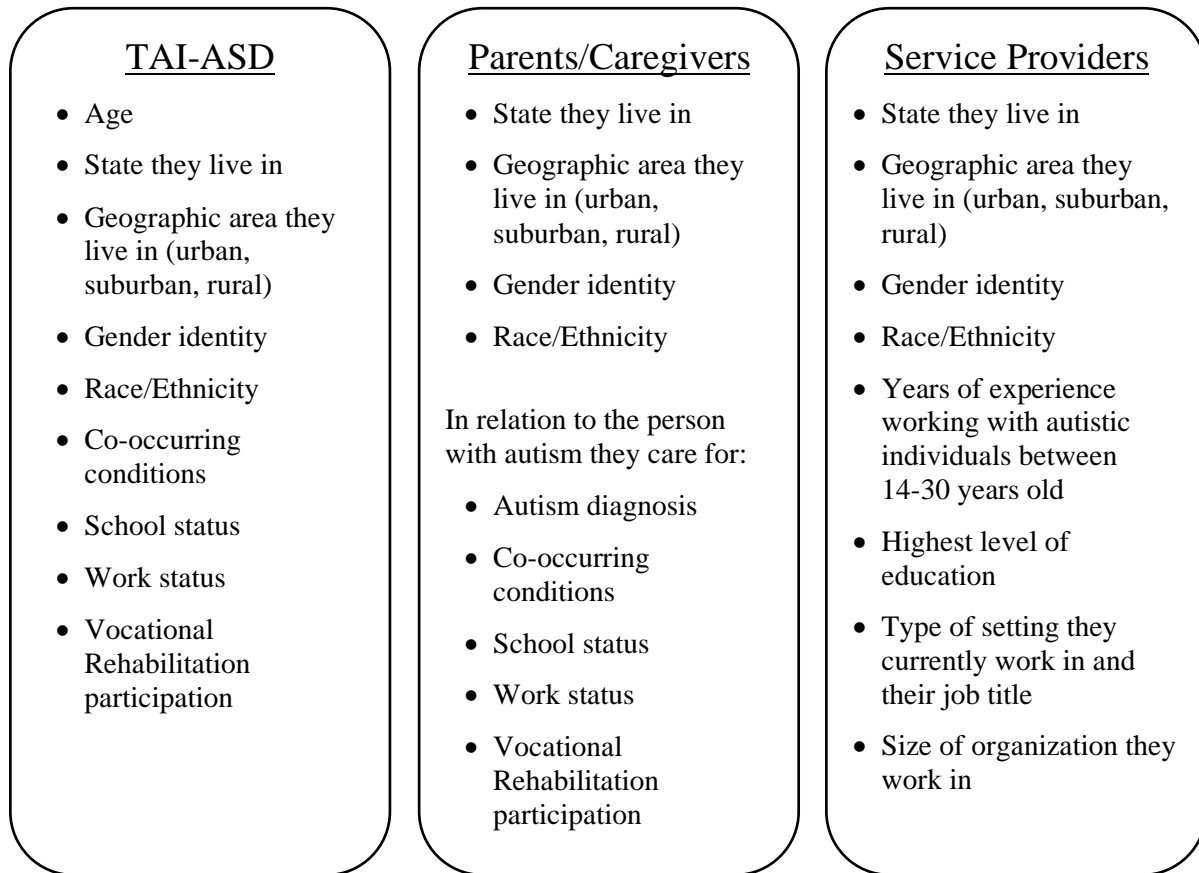 TAI-ASD
• Age
• State they live in
• Geographic area they
live in (urban,
suburban, rural)
• Gender identity
• Race/Ethnicity
• Co-occurring
conditions
• School status
• Work status
• Vocational
Rehabilitation
participation
Parents/Caregivers
• State they live in
• Geographic area they
live in (urban,
suburban, rural)
• Gender identity
• Race/Ethnicity
In relation to the person
with autism they care for:
• Autism diagnosis
• Co-occurring
conditions
• School status
• Work status
• Vocational
Rehabilitation
participation
Service Providers
• State they live in
• Geographic area they
live in (urban, suburban,
rural)
• Gender identity
• Race/Ethnicity
• Years of experience
working with autistic
individuals between
14-30 years old
• Highest level of
education
• Type of setting they
currently work in and
their job title
• Size of organization they
work in